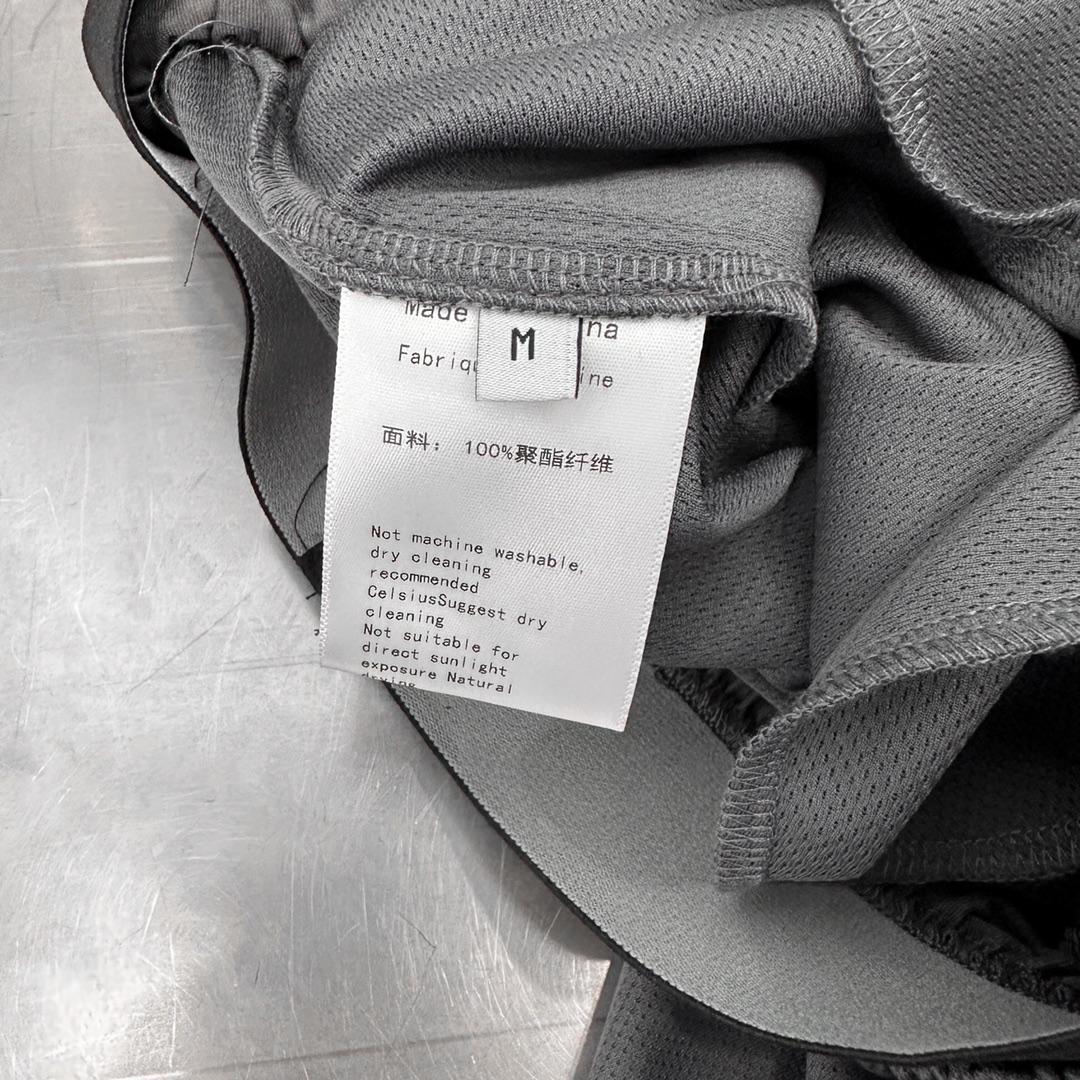 Made
na
M
Fabriq
ine
面料: 100%聚酯纤维
Not machine washable,
dry cleaning
recommended
CelsiusSuggest dry
cleaning
Not suitable for
direct sunlight
exposure Natural